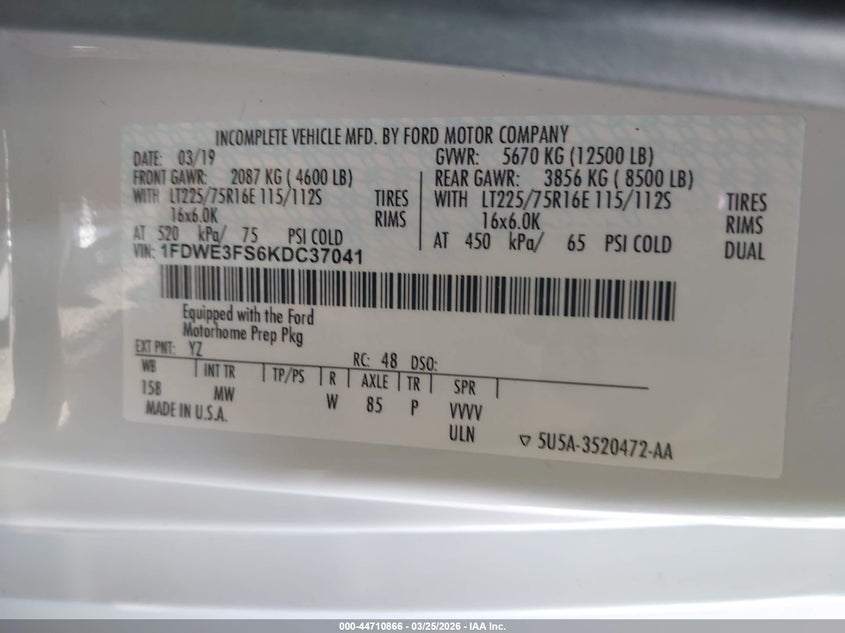 INCOMPLETE VEHICLE MFD. BY FORD MOTOR COMPANY
DATE: 03/19 GVWR: 5670 KG (12500 LB)
FRONT GAWR: 2087 KG ( 4600 LB) REAR GAWR: 3856 KG ( 8500 LB)
WITH LT225/75R16E 115/112S TIRES WITH LT225/75R16E 115/112S TIRES
16x6.0K RIMS 16x6.0K RIMS
AT 520 kPa/ 75 PSI COLD AT 450 kPa/ 65 PSI COLD DUAL
VIN: 1FDWE3FS6KDC37041
Equipped with the Ford
Motorhome Prep Pkg
EXT PNT: YZ RC: 48 DSO:
WB INT TR TP/PS R AXLE TR SPR
158 MW W 85 P VVVV
MADE IN U.S.A. ULN ▽ 5U5A-3520472-AA
000-44710866 — 03/25/2026 — IAA Inc.